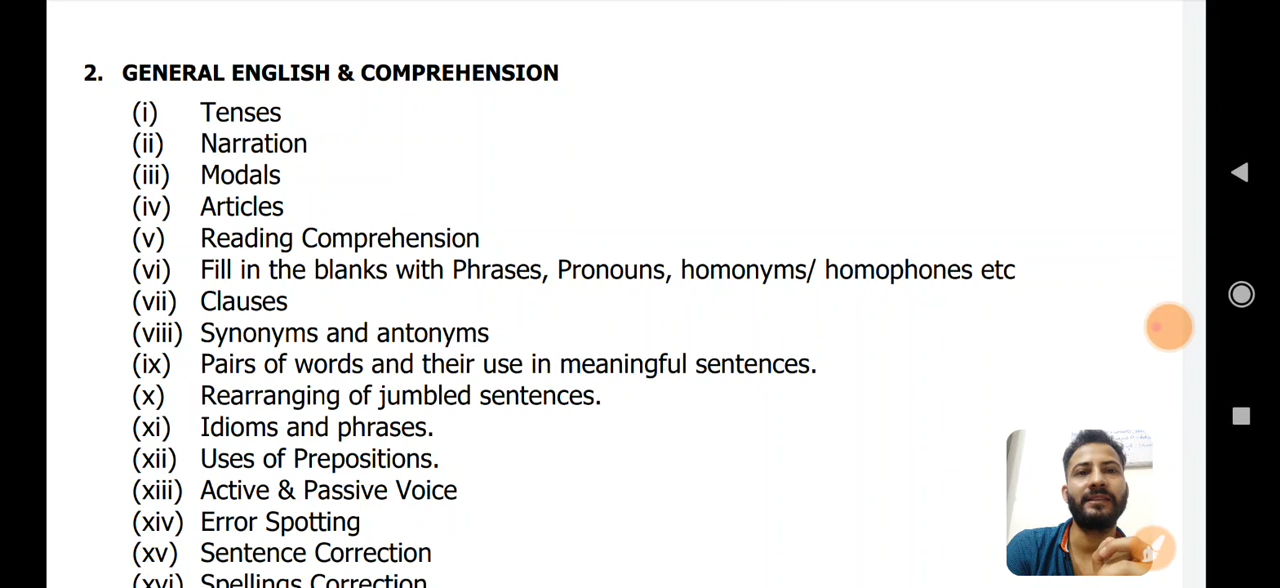 2. GENERAL ENGLISH & COMPREHENSION
(i) Tenses
(ii) Narration
(iii) Modals
(iv) Articles
(v) Reading Comprehension
(vi) Fill in the blanks with Phrases, Pronouns, homonyms/ homophones etc
(vii) Clauses
(viii) Synonyms and antonyms
(ix) Pairs of words and their use in meaningful sentences.
(x) Rearranging of jumbled sentences.
(xi) Idioms and phrases.
(xii) Uses of Prepositions.
(xiii) Active & Passive Voice
(xiv) Error Spotting
(xv) Sentence Correction
(xvi) Spellings Correction